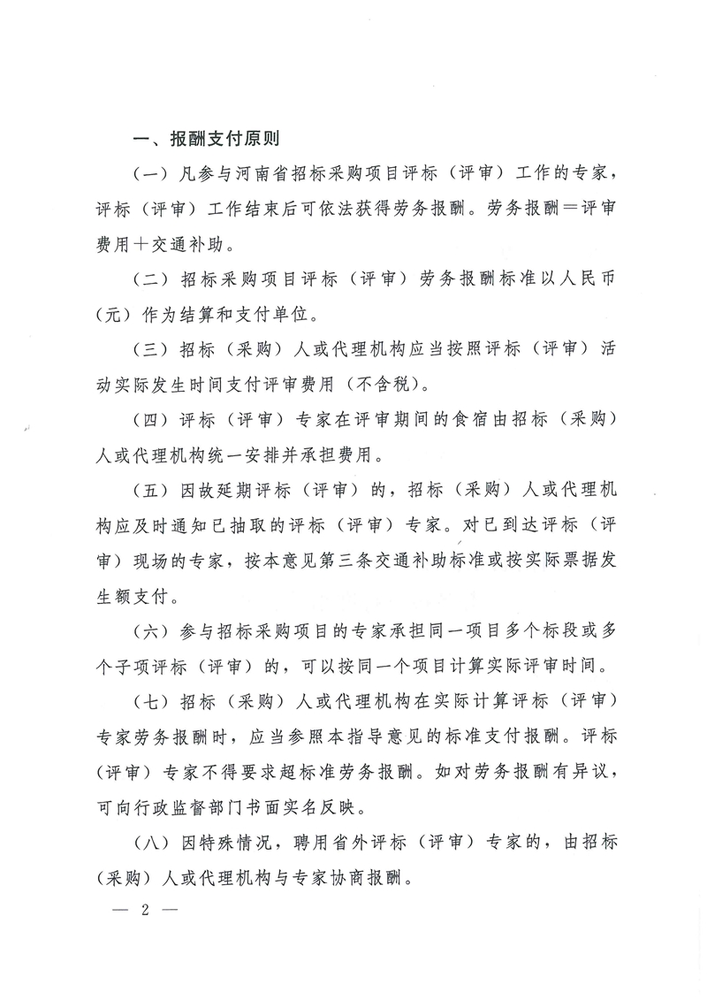 一、报酬支付原则
（一）凡参与河南省招标采购项目评标（评审）工作的专家，
评标（评审）工作结束后可依法获得劳务报酬。劳务报酬＝评审
费用＋交通补助。
（二）招标采购项目评标（评审）劳务报酬标准以人民币
（元）作为结算和支付单位。
（三）招标（采购）人或代理机构应当按照评标（评审）活
动实际发生时间支付评审费用（不含税）。
（四）评标（评审）专家在评审期间的食宿由招标（采购）
人或代理机构统一安排并承担费用。
（五）因故延期评标（评审）的，招标（采购）人或代理机
构应及时通知已抽取的评标（评审）专家。对已到达评标（评
审）现场的专家，按本意见第三条交通补助标准或按实际票据发
生额支付。
（六）参与招标采购项目的专家承担同一项目多个标段或多
个子项评标（评审）的，可以按同一个项目计算实际评审时间。
（七）招标（采购）人或代理机构在实际计算评标（评审）
专家劳务报酬时，应当参照本指导意见的标准支付报酬。评标
（评审）专家不得要求超标准劳务报酬。如对劳务报酬有异议，
可向行政监督部门书面实名反映。
（八）因特殊情况，聘用省外评标（评审）专家的，由招标
（采购）人或代理机构与专家协商报酬。
— 2 —